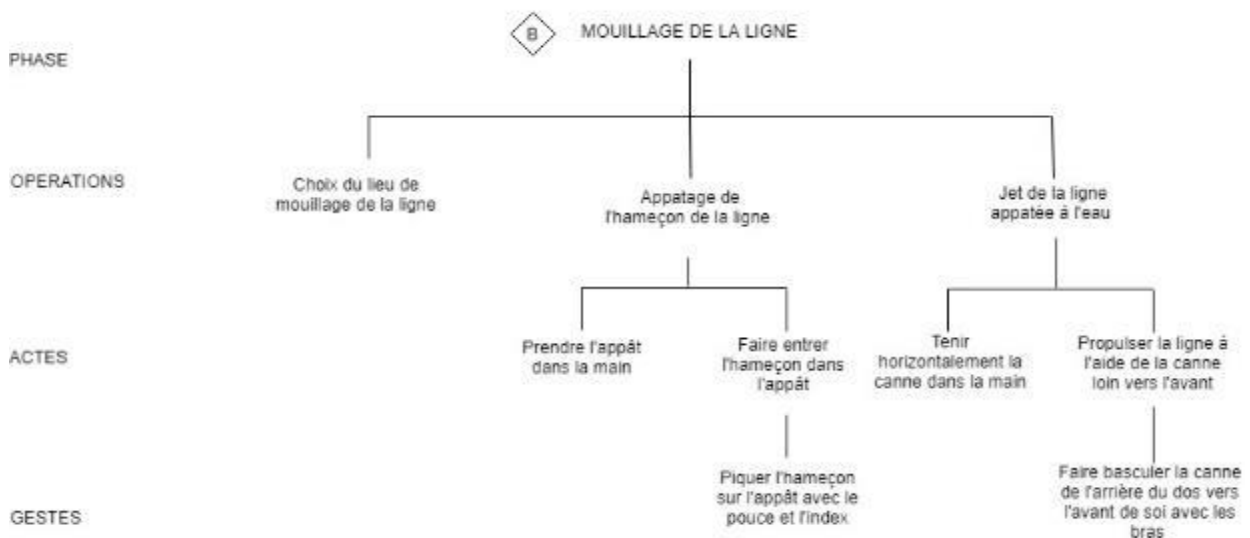 B MOUILLAGE DE LA LIGNE
PHASE
OPERATIONS
Choix du lieu de
mouillage de la ligne
Appatage de
l'hameçon de la ligne
Jet de la ligne
appatée à l'eau
ACTES
Prendre l'appât
dans la main
Faire entrer
l'hameçon dans
l'appât
Tenir
horizontalement la
canne dans la main
Propulser la ligne à
l'aide de la canne
loin vers l'avant
GESTES
Piquer l'hameçon
sur l'appât avec le
pouce et l'index
Faire basculer la canne
de l'arrière du dos vers
l'avant de soi avec les
bras